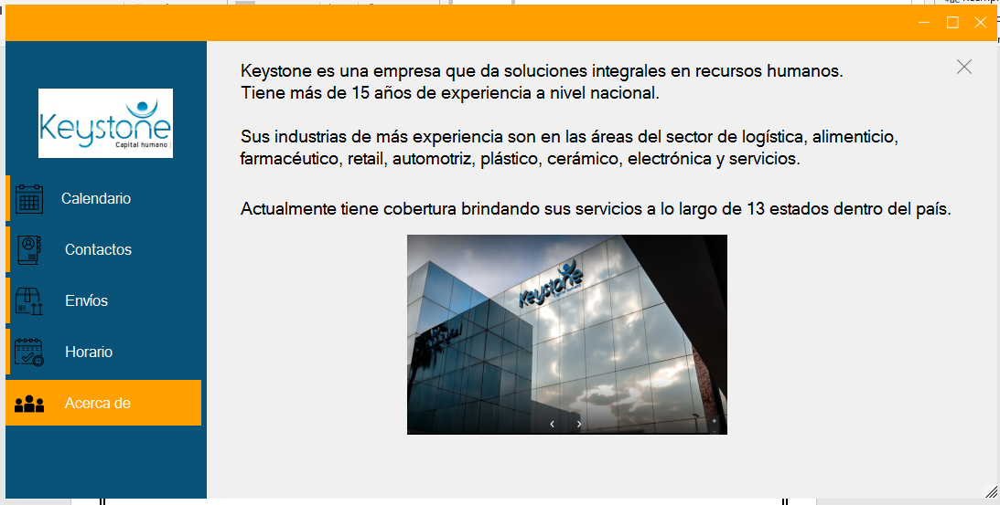 Keystone
Capital humano
Calendario
Contactos
Envíos
Horario
Acerca de
Keystone es una empresa que da soluciones integrales en recursos humanos.
Tiene más de 15 años de experiencia a nivel nacional.
Sus industrias de más experiencia son en las áreas del sector de logística, alimenticio,
farmacéutico, retail, automotriz, plástico, cerámico, electrónica y servicios.
Actualmente tiene cobertura brindando sus servicios a lo largo de 13 estados dentro del país.
Keystone